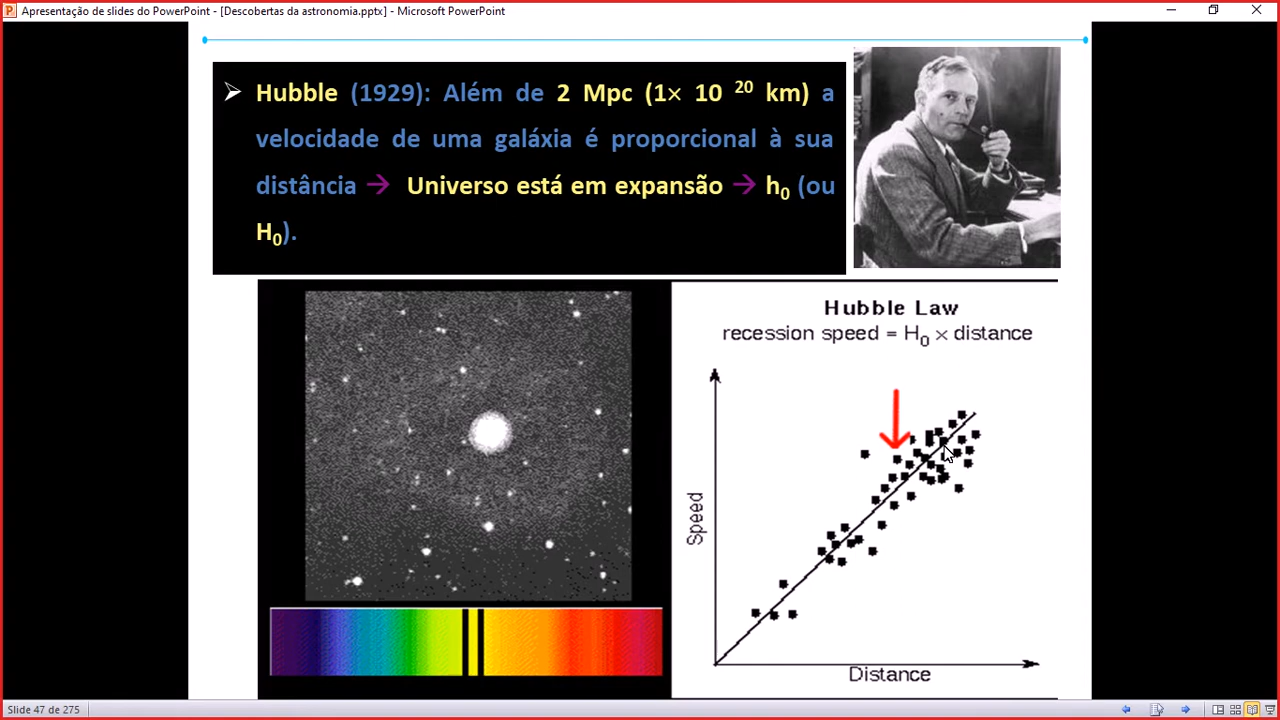 Apresentação de slides do PowerPoint - [Descobertas da astronomia.pptx] - Microsoft PowerPoint
➢ Hubble (1929): Além de 2 Mpc (1× 10 ²⁰ km) a
velocidade de uma galáxia é proporcional à sua
distância → Universo está em expansão → h₀ (ou
H₀).
Hubble Law
recession speed = H₀ × distance
Speed
Distance
Slide 47 de 275